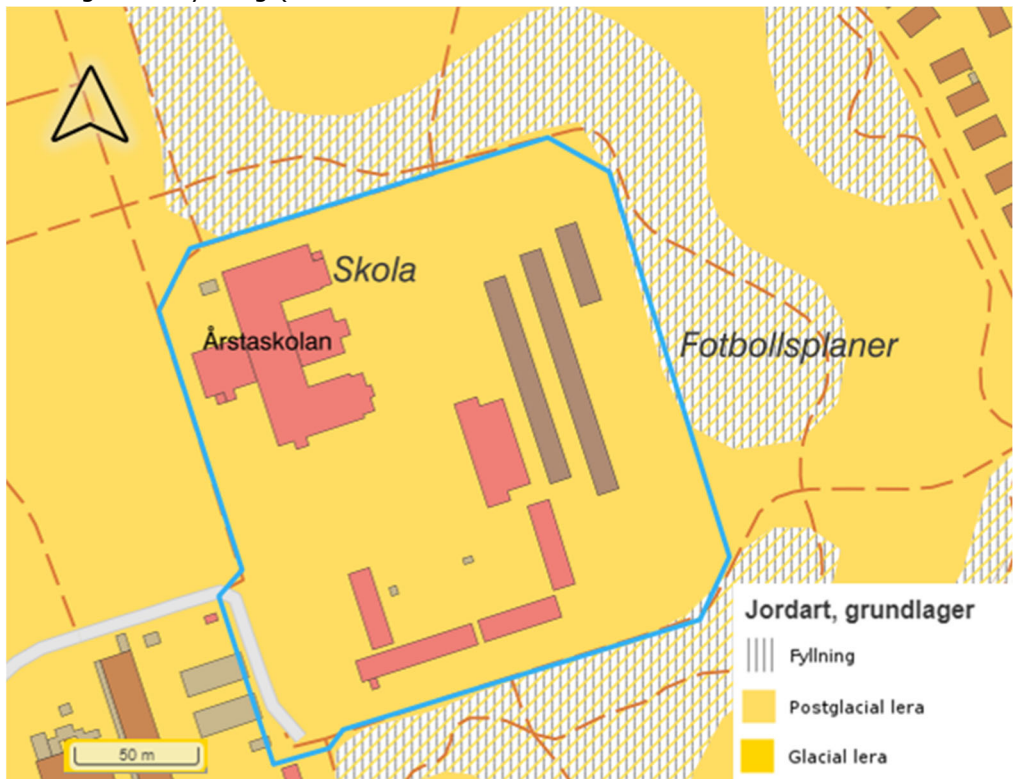 Skola
Årstaskolan
Fotbollsplaner
Jordart, grundlager
Fyllning
Postglacial lera
Glacial lera
50 m